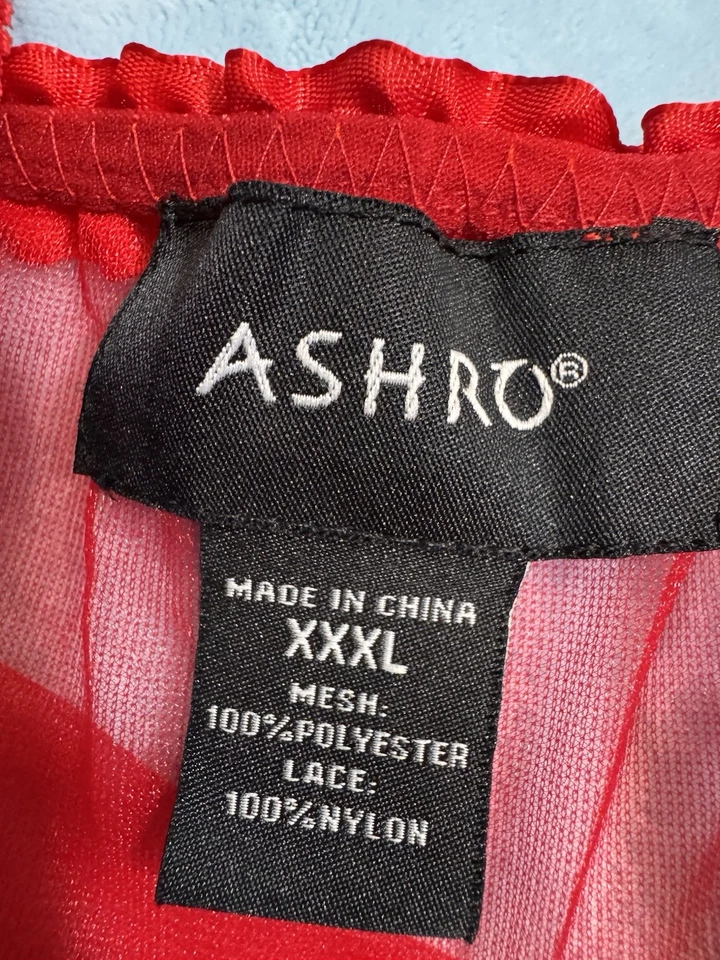 ASHRO®
MADE IN CHINA
XXXL
MESH:
100%POLYESTER
LACE:
100%NYLON